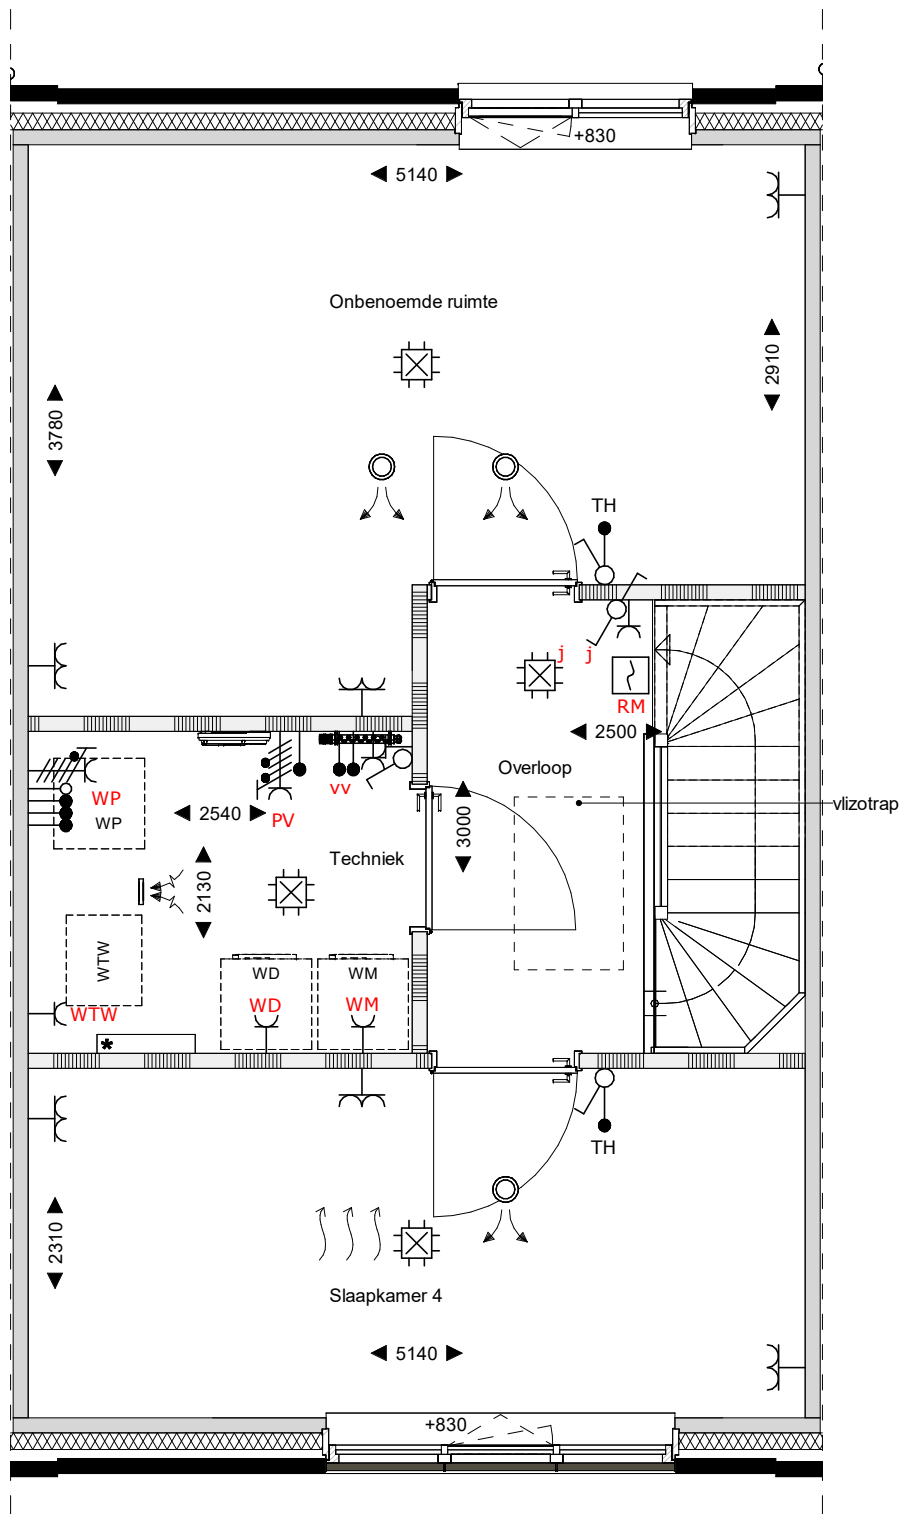 +830
5140
Onbenoemde ruimte
2910
3780
TH
j j
RM
2500
Overloop
WP
WP
2540
PV
vv
3000
vlizotrap
Techniek
2130
WTW
WTW
WD
WD
WM
WM
*
TH
2310
Slaapkamer 4
5140
+830